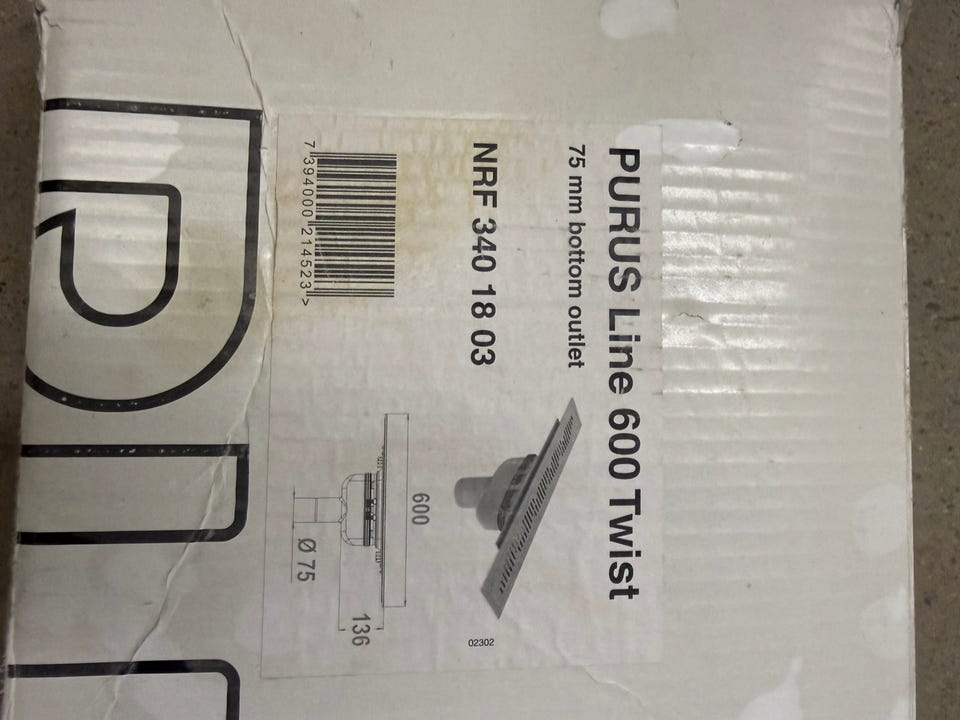 PURUS Line 600 Twist
75 mm bottom outlet
NRF 340 18 03
7 394000 214523 >
600
136
Ø 75
02302